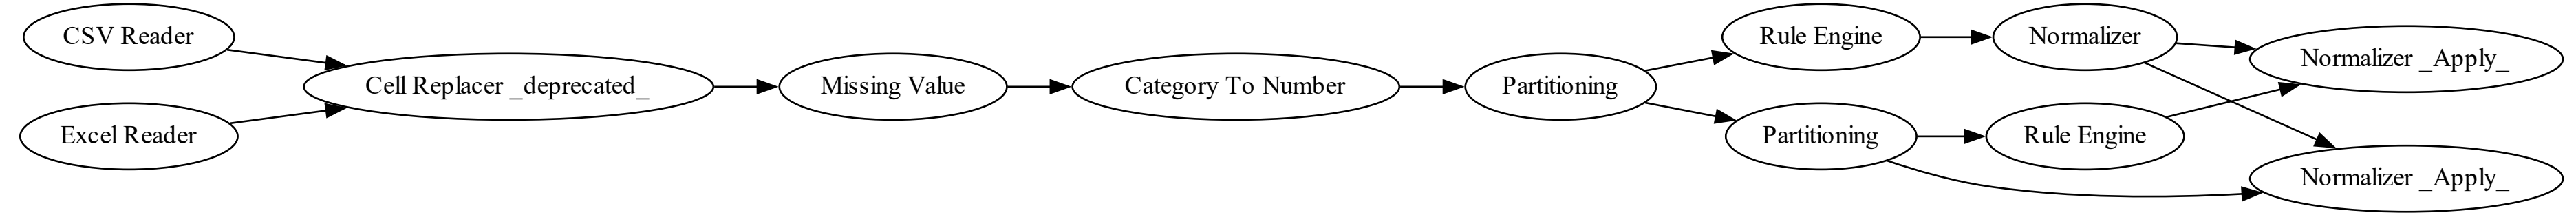 CSV Reader
Excel Reader
Cell Replacer _deprecated_
Missing Value
Category To Number
Partitioning
Rule Engine
Normalizer
Normalizer _Apply_
Partitioning
Rule Engine
Normalizer _Apply_